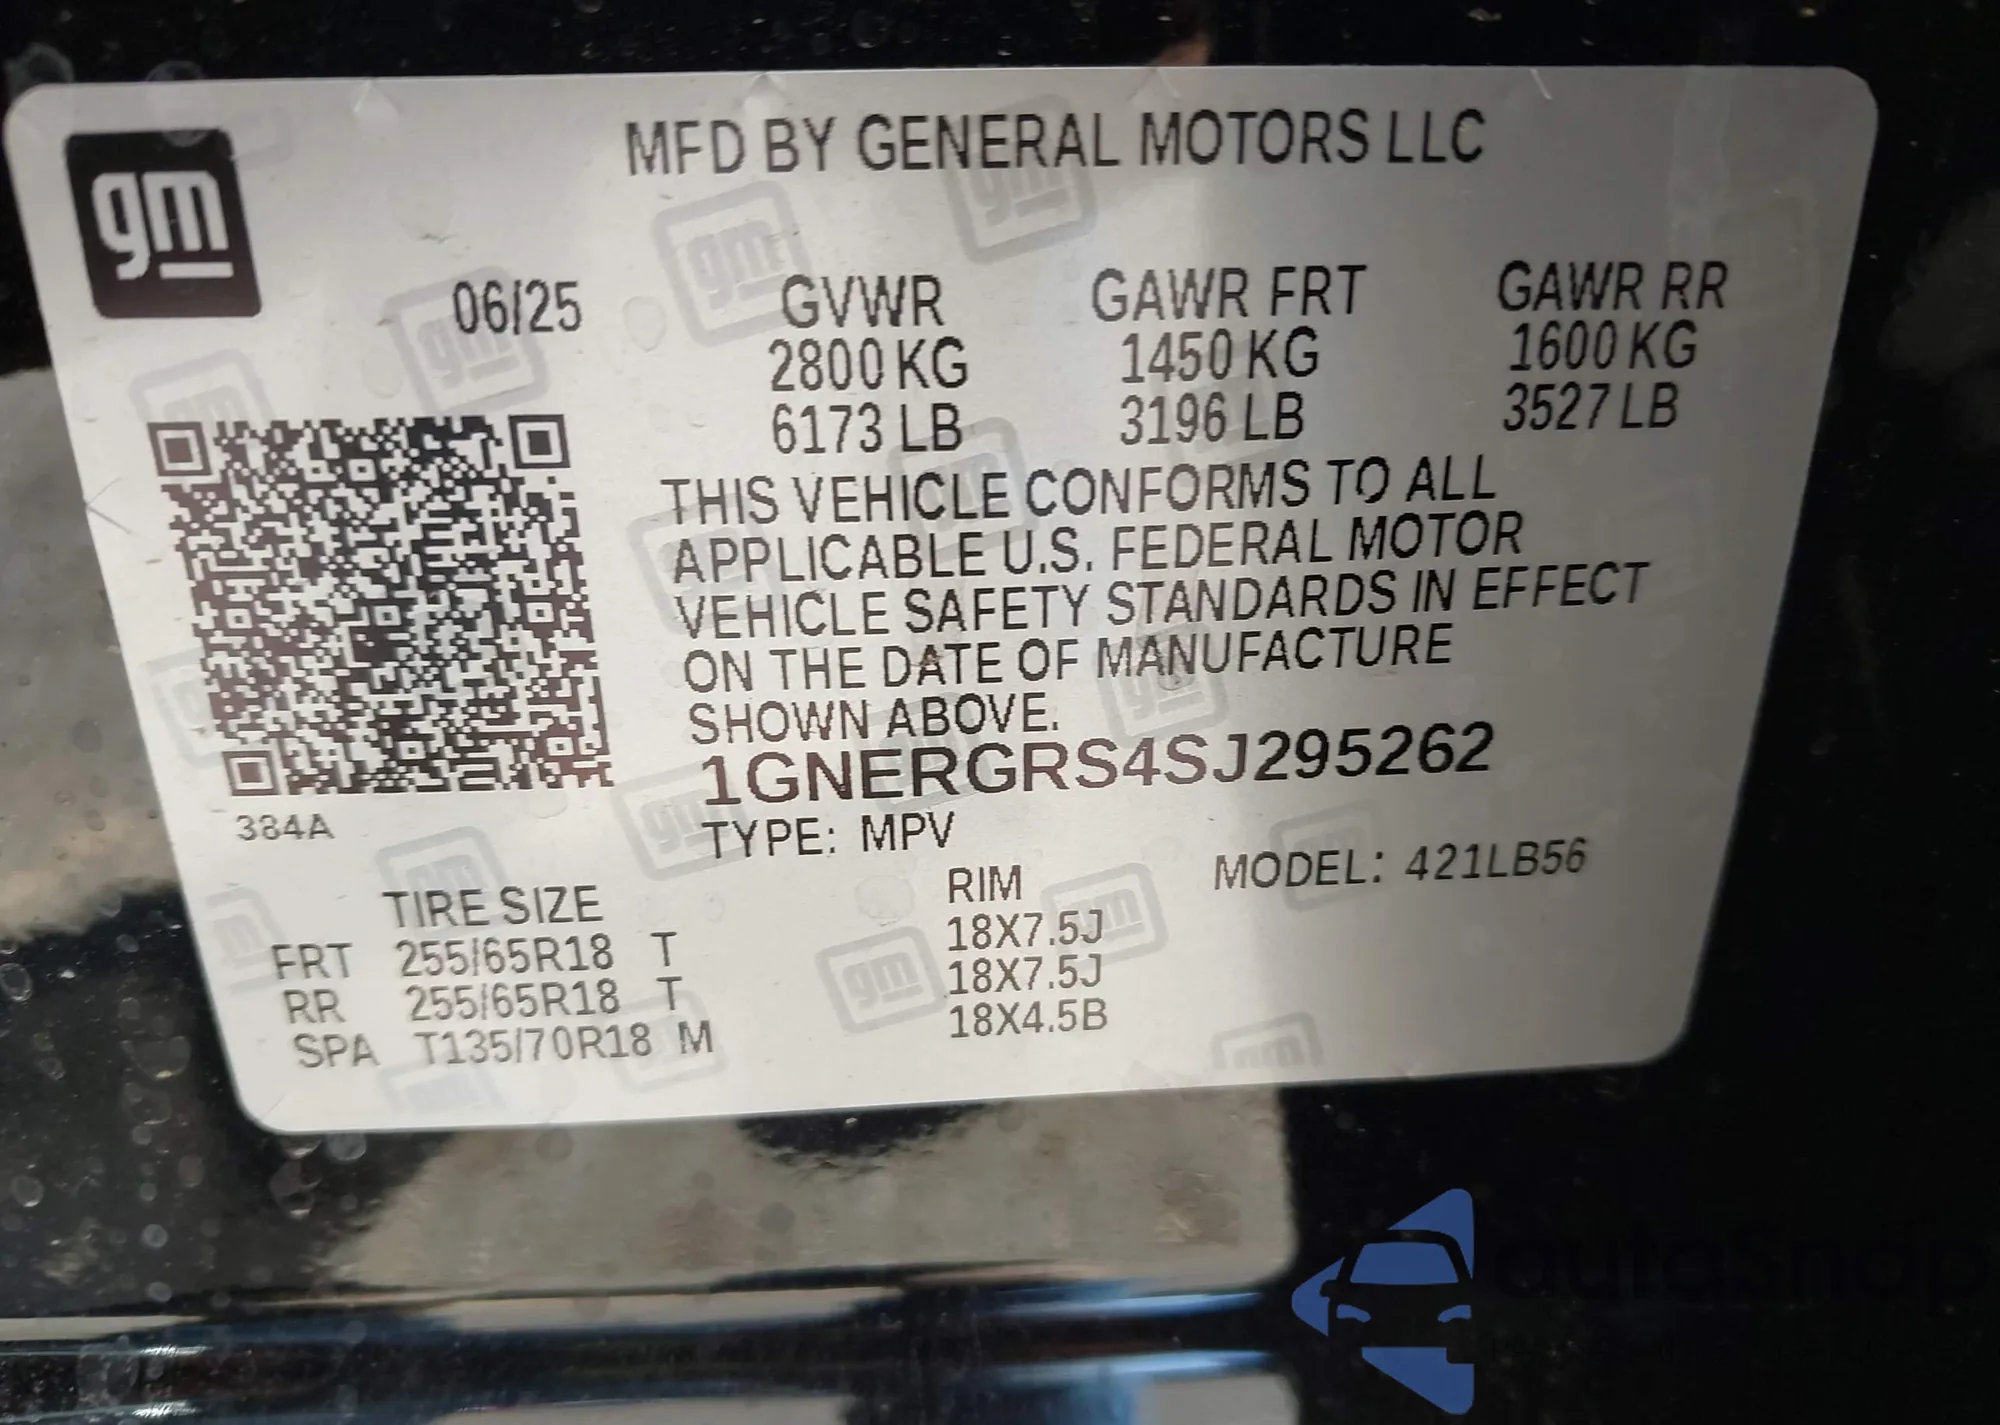 MFD BY GENERAL MOTORS LLC
gm
06/25 GVWR GAWR FRT GAWR RR
2800 KG 1450 KG 1600 KG
6173 LB 3196 LB 3527 LB
THIS VEHICLE CONFORMS TO ALL
APPLICABLE U.S. FEDERAL MOTOR
VEHICLE SAFETY STANDARDS IN EFFECT
ON THE DATE OF MANUFACTURE
SHOWN ABOVE.
1GNERGRS4SJ295262
384A
TYPE: MPV MODEL: 421LB56
TIRE SIZE RIM
FRT 255/65R18 T 18X7.5J
RR 255/65R18 T 18X7.5J
SPA T135/70R18 M 18X4.5B